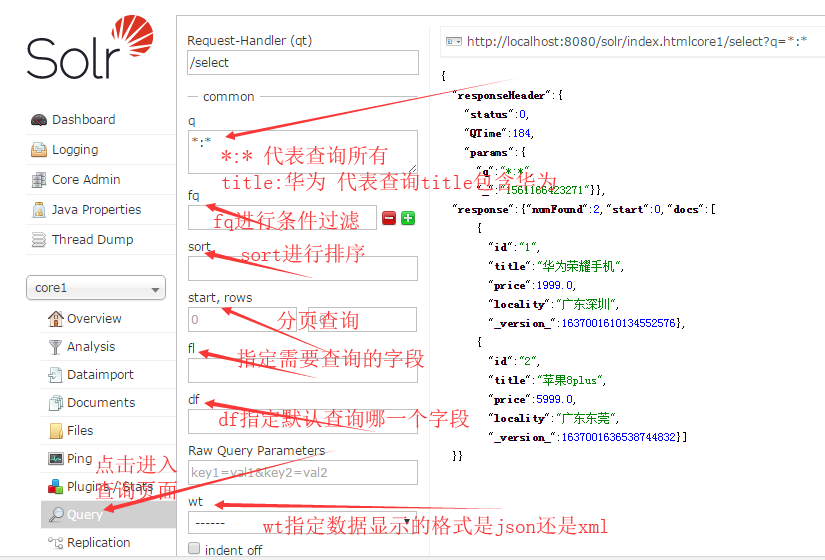 Solr
Dashboard
Logging
Core Admin
Java Properties
Thread Dump
core1
Overview
Analysis
Dataimport
Documents
Files
Ping
点击进入
Plugins / Stats
查询页面
Query
Replication
Request-Handler (qt)
/select
common
q
*:*
*:* 代表查询所有
title:华为 代表查询title包含华为
fq
fq进行条件过滤
sort
sort进行排序
start, rows
0
10
分页查询
fl
指定需要查询的字段
df
df指定默认查询哪一个字段
Raw Query Parameters
key1=val1&key2=val2
wt
------
wt指定数据显示的格式是json还是xml
indent off
http://localhost:8080/solr/index.htmlcore1/select?q=*:*
{
"responseHeader":{
"status":0,
"QTime":184,
"params":{
"q":"*:*",
"_":"1561166423271"}},
"response":{"numFound":2,"start":0,"docs":[
{
"id":"1",
"title":"华为荣耀手机",
"price":1999.0,
"locality":"广东深圳",
"_version_":1637001610134552576},
{
"id":"2",
"title":"苹果8plus",
"price":5999.0,
"locality":"广东东莞",
"_version_":1637001636538744832}]
}}